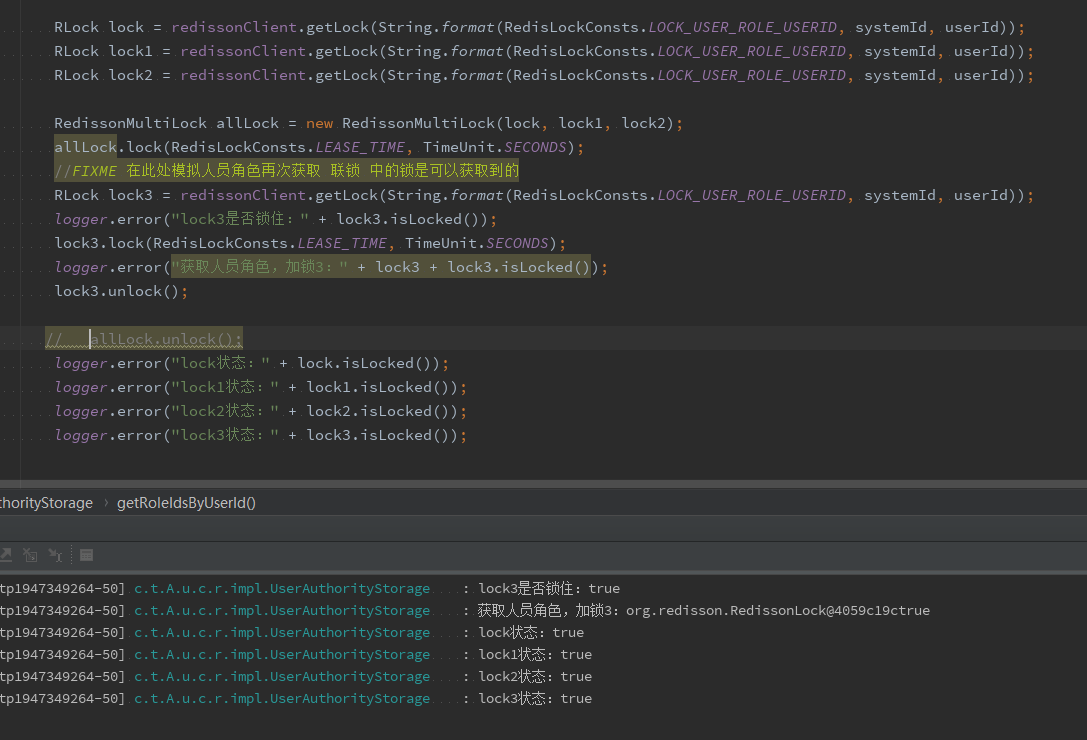 RLock lock = redissonClient.getLock(String.format(RedisLockConsts.LOCK_USER_ROLE_USERID, systemId, userId));
RLock lock1 = redissonClient.getLock(String.format(RedisLockConsts.LOCK_USER_ROLE_USERID, systemId, userId));
RLock lock2 = redissonClient.getLock(String.format(RedisLockConsts.LOCK_USER_ROLE_USERID, systemId, userId));
RedissonMultiLock allLock = new RedissonMultiLock(lock, lock1, lock2);
allLock.lock(RedisLockConsts.LEASE_TIME, TimeUnit.SECONDS);
//FIXME 在此处模拟人员角色再次获取 联锁 中的锁是可以获取到的
RLock lock3 = redissonClient.getLock(String.format(RedisLockConsts.LOCK_USER_ROLE_USERID, systemId, userId));
logger.error("lock3是否锁住：" + lock3.isLocked());
lock3.lock(RedisLockConsts.LEASE_TIME, TimeUnit.SECONDS);
logger.error("获取人员角色，加锁3：" + lock3 + lock3.isLocked());
lock3.unlock();
// allLock.unlock();
logger.error("lock状态：" + lock.isLocked());
logger.error("lock1状态：" + lock1.isLocked());
logger.error("lock2状态：" + lock2.isLocked());
logger.error("lock3状态：" + lock3.isLocked());
thorityStorage › getRoleIdsByUserId()
tp1947349264-50] c.t.A.u.c.r.impl.UserAuthorityStorage : lock3是否锁住：true
tp1947349264-50] c.t.A.u.c.r.impl.UserAuthorityStorage : 获取人员角色，加锁3：org.redisson.RedissonLock@4059c19ctrue
tp1947349264-50] c.t.A.u.c.r.impl.UserAuthorityStorage : lock状态：true
tp1947349264-50] c.t.A.u.c.r.impl.UserAuthorityStorage : lock1状态：true
tp1947349264-50] c.t.A.u.c.r.impl.UserAuthorityStorage : lock2状态：true
tp1947349264-50] c.t.A.u.c.r.impl.UserAuthorityStorage : lock3状态：true